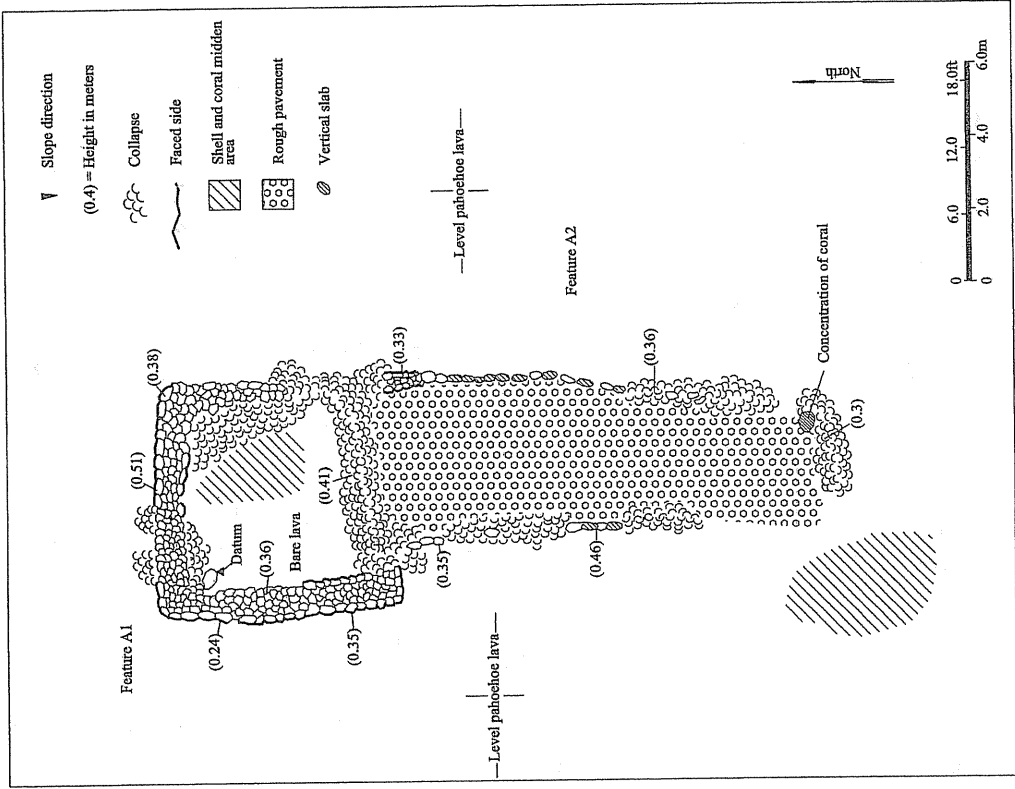 Slope direction
(0.4) = Height in meters
Collapse
Faced side
Shell and coral midden
area
Rough pavement
Vertical slab
North
18.0ft
12.0
6.0
0
6.0m
4.0
2.0
0
Feature A1
(0.38)
(0.51)
Datum
(0.36)
Bare lava
(0.24)
(0.35)
(0.41)
(0.33)
(0.35)
—Level pahoehoe lava—
Feature A2
(0.36)
(0.46)
—Level pahoehoe lava—
Concentration of coral
(0.3)